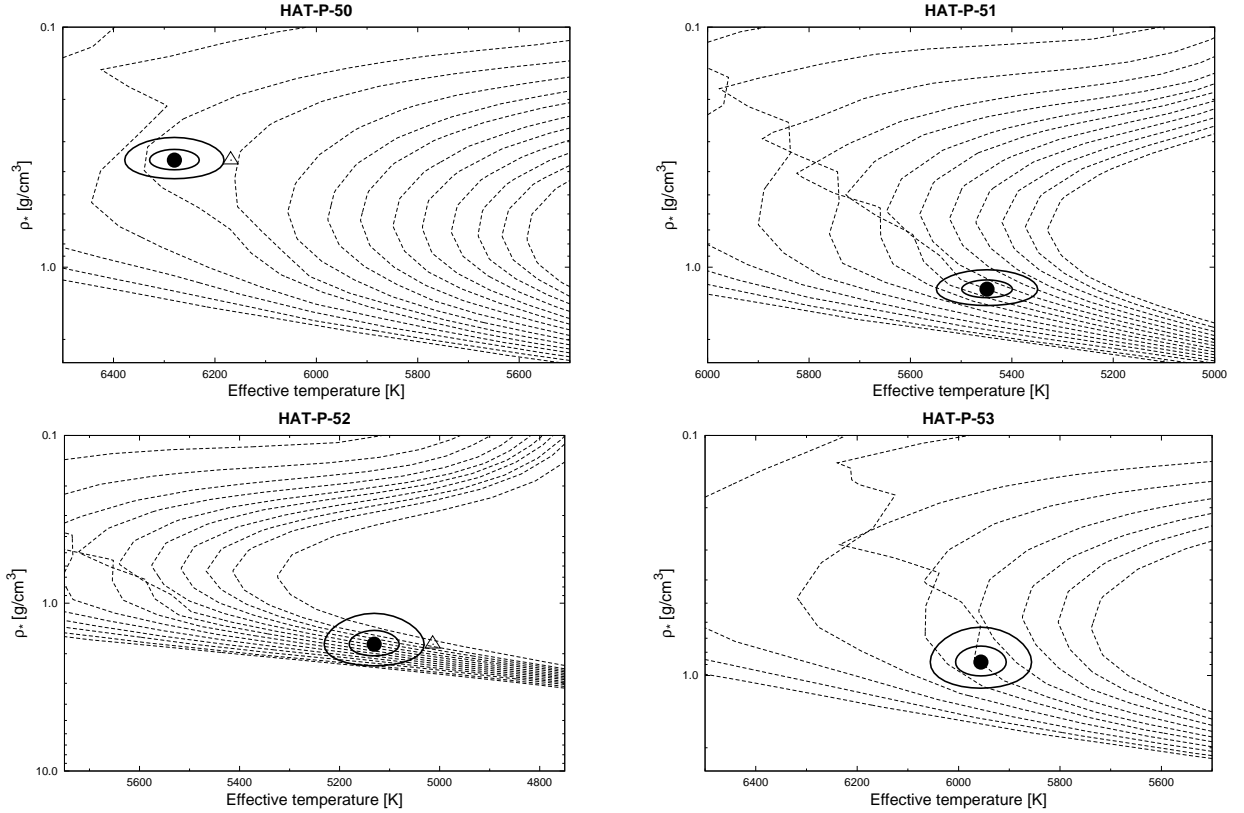 HAT-P-50
0.1
1.0
ρ* [g/cm3]
6400 6200 6000 5800 5600
Effective temperature [K]
HAT-P-51
0.1
1.0
ρ* [g/cm3]
6000 5800 5600 5400 5200 5000
Effective temperature [K]
HAT-P-52
0.1
1.0
10.0
ρ* [g/cm3]
5600 5400 5200 5000 4800
Effective temperature [K]
HAT-P-53
0.1
1.0
ρ* [g/cm3]
6400 6200 6000 5800 5600
Effective temperature [K]